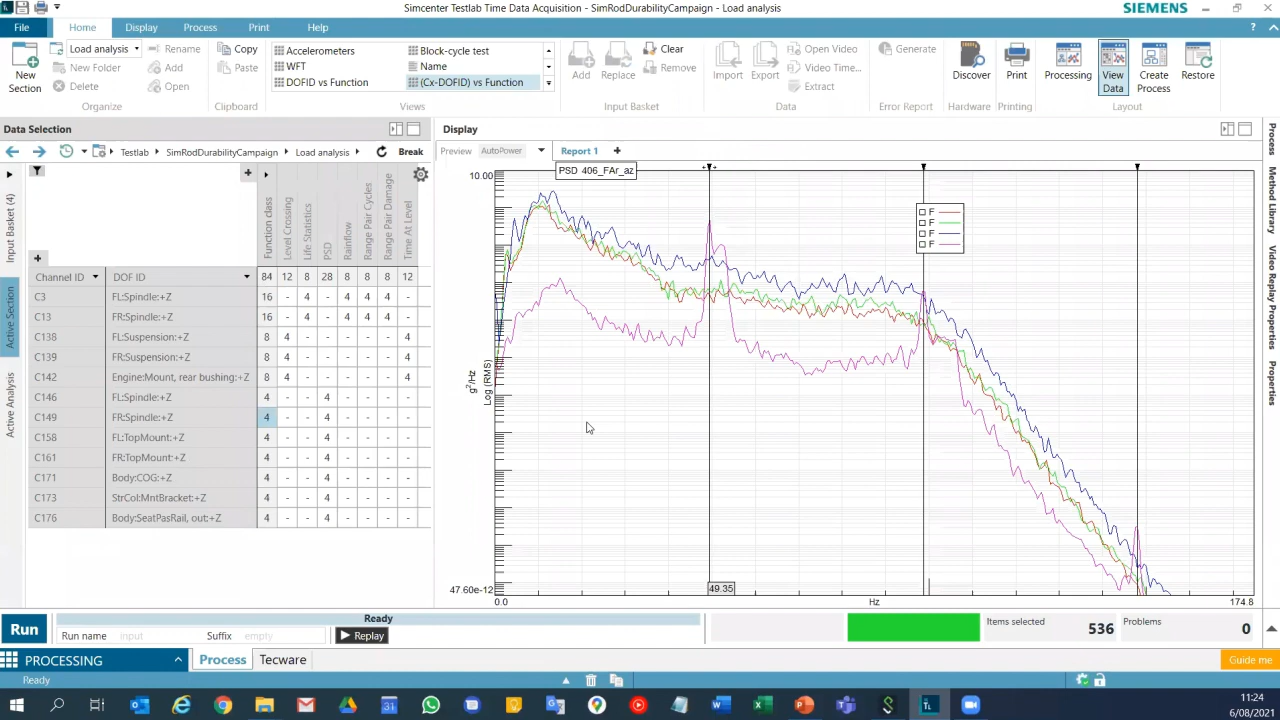 Simcenter Testlab Time Data Acquisition - SimRodDurabilityCampaign - Load analysis
SIEMENS
File Home Display Process Print Help
New Section
Load analysis
New Folder
Delete
Rename
Add
Open
Organize
Copy
Paste
Clipboard
Accelerometers
WFT
DOFID vs Function
Block-cycle test
Name
(Cx-DOFID) vs Function
Views
Add
Replace
Clear
Remove
Input Basket
Import
Export
Open Video
Video Time...
Extract
Data
Generate
Error Report
Discover
Hardware
Print
Printing
Processing
View Data
Create Process
Restore
Layout
Data Selection
Testlab SimRodDurabilityCampaign Load analysis Break
Input Basket (4)
Active Section
Active Analysis
Function class
Level Crossing
Life Statistics
PSD
Rainflow
Range Pair Cycles
Range Pair Damage
Time At Level
Channel ID DOF ID 84 12 8 28 8 8 8 12
C3 FL:Spindle:+Z 16 - 4 - 4 4 4 -
C13 FR:Spindle:+Z 16 - 4 - 4 4 4 -
C138 FL:Suspension:+Z 8 4 - - - - - 4
C139 FR:Suspension:+Z 8 4 - - - - - 4
C142 Engine:Mount, rear bushing:+Z 8 4 - - - - - 4
C146 FL:Spindle:+Z 4 - - 4 - - - -
C149 FR:Spindle:+Z 4 - - 4 - - - -
C158 FL:TopMount:+Z 4 - - 4 - - - -
C161 FR:TopMount:+Z 4 - - 4 - - - -
C171 Body:COG:+Z 4 - - 4 - - - -
C173 StrCol:MntBracket:+Z 4 - - 4 - - - -
C176 Body:SeatPasRail, out:+Z 4 - - 4 - - - -
Display
Preview AutoPower Report 1 +
PSD 406_FAr_az
10.00
g²/Hz
Log (RMS)
47.60e-12
0.0
Hz
174.8
49.35
F
F
F
F
Process
Method Library
Video Replay Properties
Properties
Run
Ready
Run name input Suffix empty Replay
Items selected 536
Problems 0
PROCESSING Process Tecware
Guide me
Ready
11:24
6/08/2021